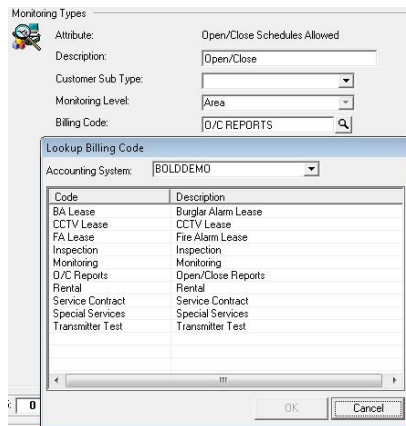 Monitoring Types
Attribute: Open/Close Schedules Allowed
Description: Open/Close
Customer Sub Type:
Monitoring Level: Area
Billing Code: O/C REPORTS
Lookup Billing Code
Accounting System: BOLDDEMO
Code Description
BA Lease Burglar Alarm Lease
CCTV Lease CCTV Lease
FA Lease Fire Alarm Lease
Inspection Inspection
Monitoring Monitoring
O/C Reports Open/Close Reports
Rental Rental
Service Contract Service Contract
Special Services Special Services
Transmitter Test Transmitter Test
0
OK Cancel